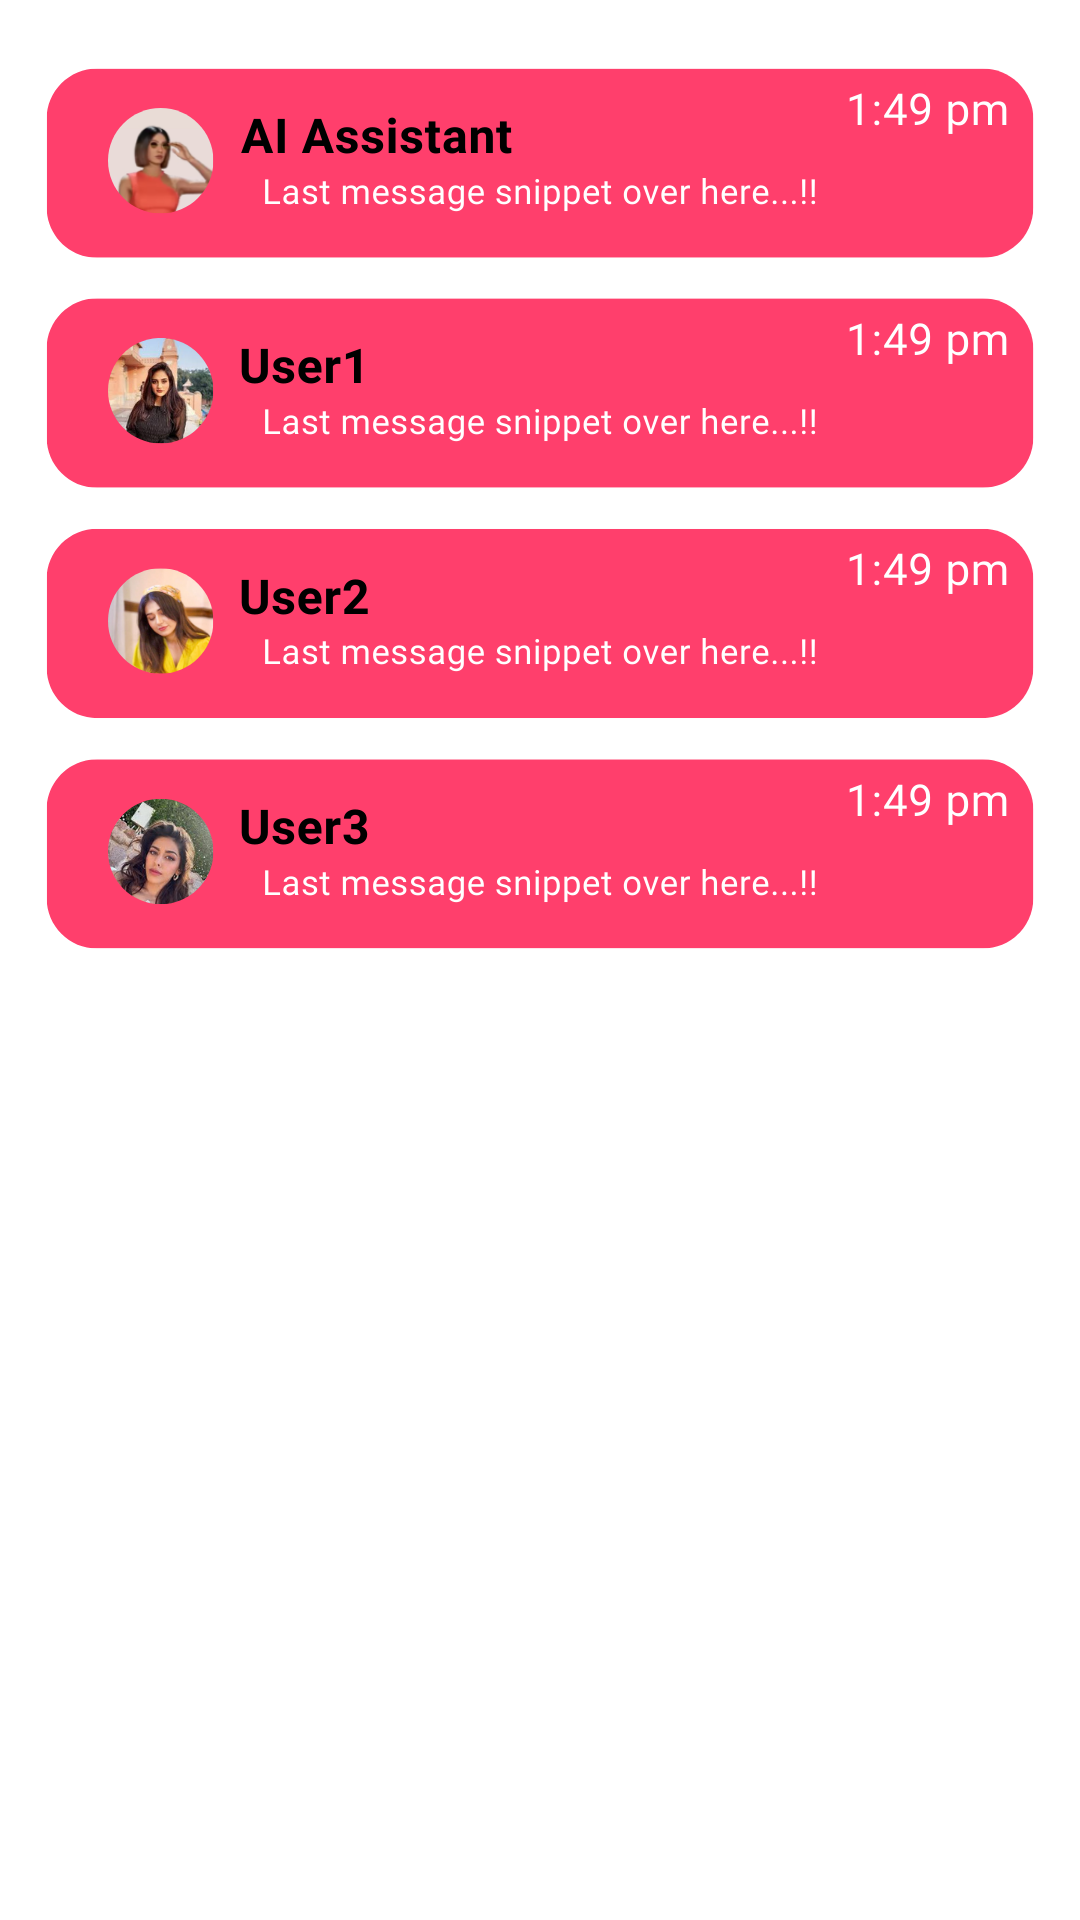 AI Assistant
1:49 pm
Last message snippet over here...!!
User1
1:49 pm
Last message snippet over here...!!
User2
1:49 pm
Last message snippet over here...!!
User3
1:49 pm
Last message snippet over here...!!